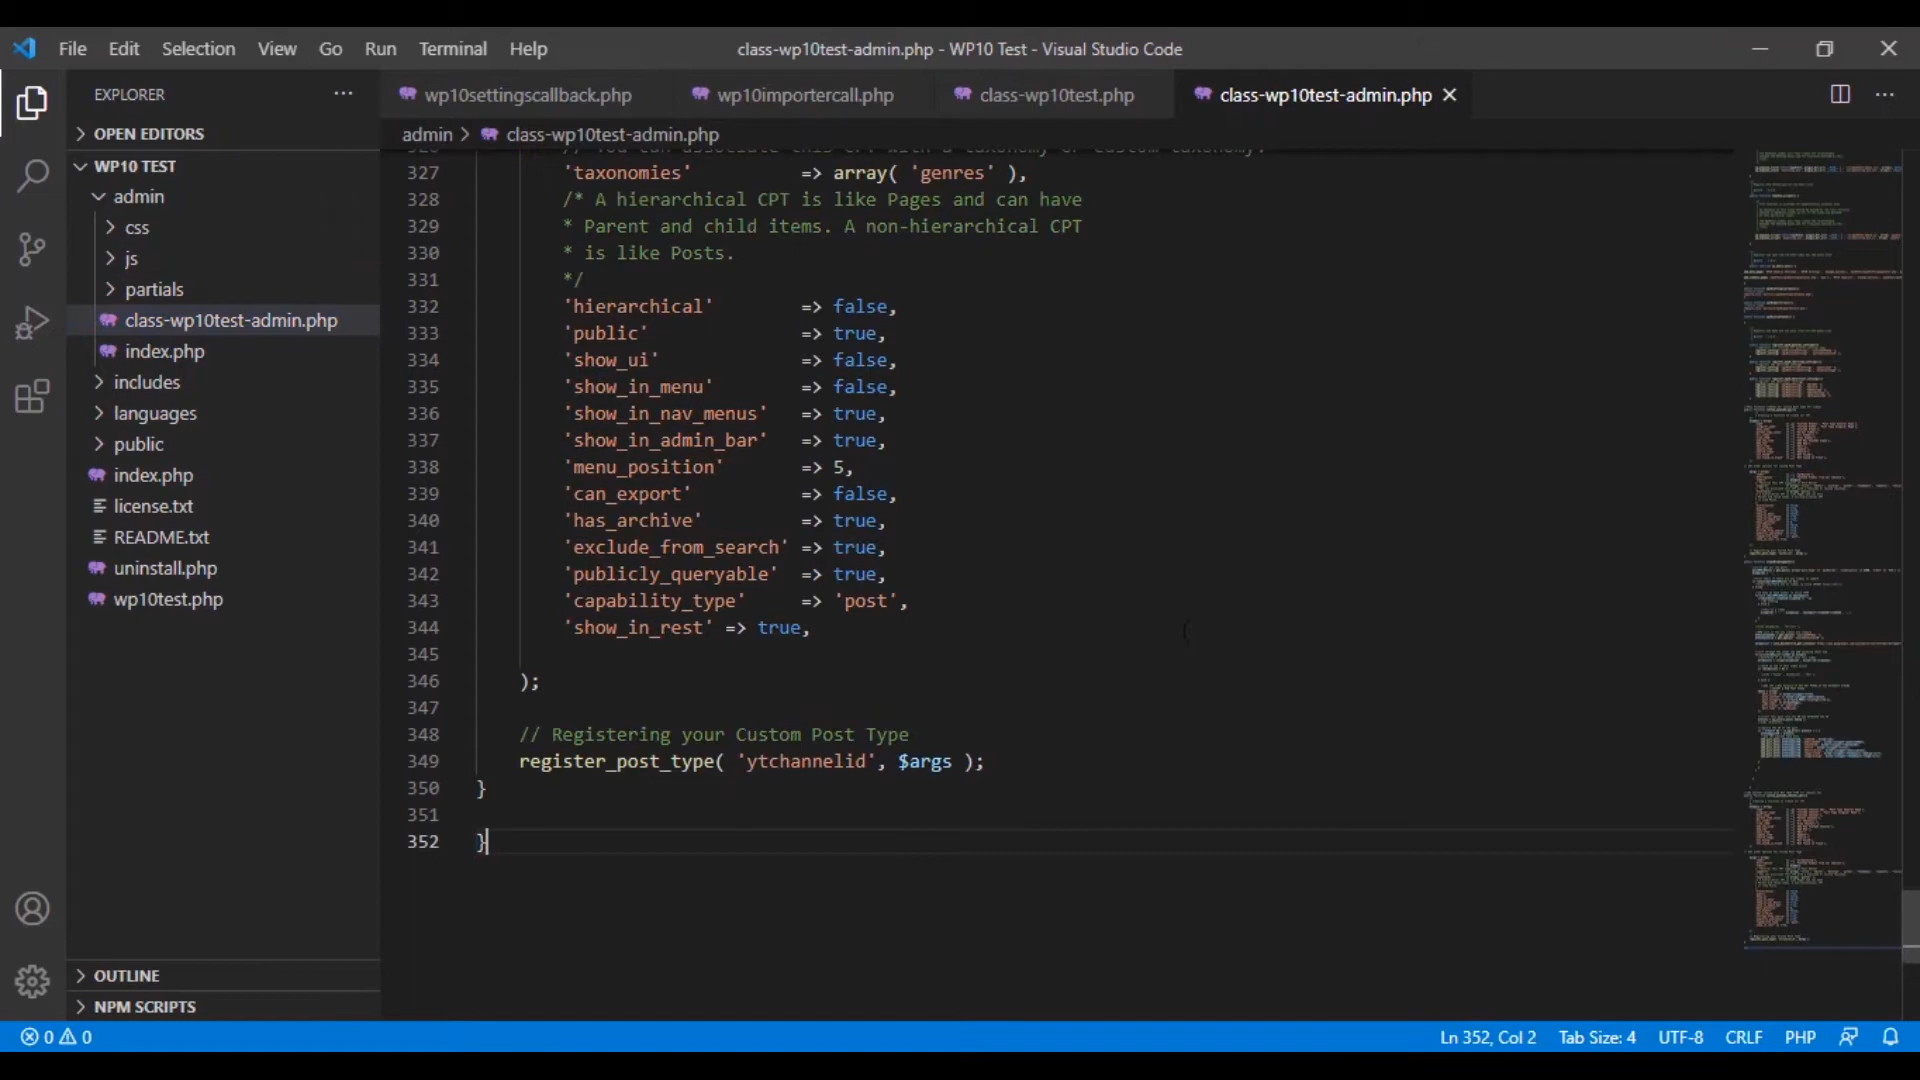 File Edit Selection View Go Run Terminal Help
class-wp10test-admin.php - WP10 Test - Visual Studio Code
EXPLORER
OPEN EDITORS
WP10 TEST
admin
css
js
partials
class-wp10test-admin.php
index.php
includes
languages
public
index.php
license.txt
README.txt
uninstall.php
wp10test.php
OUTLINE
NPM SCRIPTS
wp10settingscallback.php wp10importercall.php class-wp10test.php class-wp10test-admin.php
admin > class-wp10test-admin.php
327 'taxonomies' => array( 'genres' ),
328 /* A hierarchical CPT is like Pages and can have
329 * Parent and child items. A non-hierarchical CPT
330 * is like Posts.
331 */
332 'hierarchical' => false,
333 'public' => true,
334 'show_ui' => false,
335 'show_in_menu' => false,
336 'show_in_nav_menus' => true,
337 'show_in_admin_bar' => true,
338 'menu_position' => 5,
339 'can_export' => false,
340 'has_archive' => true,
341 'exclude_from_search' => true,
342 'publicly_queryable' => true,
343 'capability_type' => 'post',
344 'show_in_rest' => true,
345
346 );
347
348 // Registering your Custom Post Type
349 register_post_type( 'ytchannelid', $args );
350 }
351
352 }
0 0 Ln 352, Col 2 Tab Size: 4 UTF-8 CRLF PHP